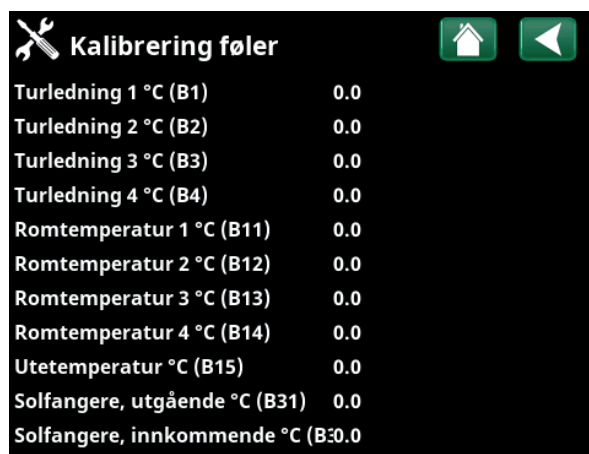 Kalibrering føler
Turledning 1 °C (B1) 0.0
Turledning 2 °C (B2) 0.0
Turledning 3 °C (B3) 0.0
Turledning 4 °C (B4) 0.0
Romtemperatur 1 °C (B11) 0.0
Romtemperatur 2 °C (B12) 0.0
Romtemperatur 3 °C (B13) 0.0
Romtemperatur 4 °C (B14) 0.0
Utetemperatur °C (B15) 0.0
Solfangere, utgående °C (B31) 0.0
Solfangere, innkommende °C (B 0.0